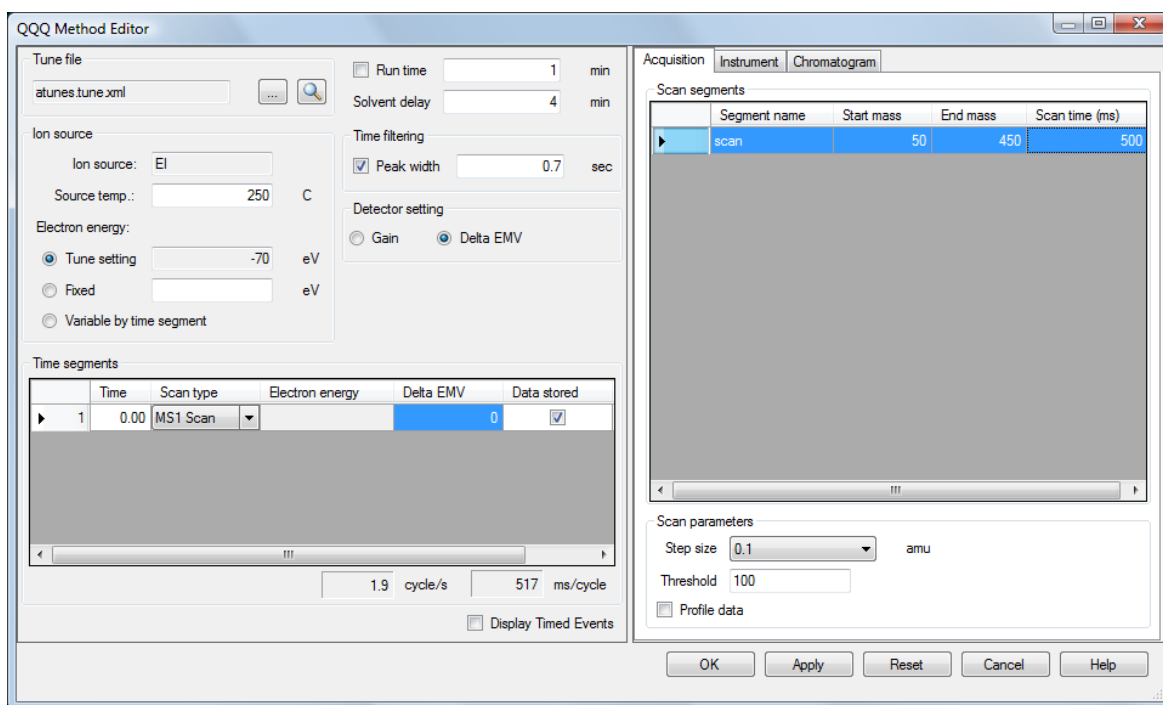 QQQ Method Editor
Tune file
atunes.tune.xml
...
Run time 1 min
Solvent delay 4 min
Ion source
Ion source: EI
Source temp.: 250 C
Electron energy:
Tune setting -70 eV
Fixed eV
Variable by time segment
Time filtering
Peak width 0.7 sec
Detector setting
Gain Delta EMV
Time segments
Time Scan type Electron energy Delta EMV Data stored
1 0.00 MS1 Scan 0
1.9 cycle/s 517 ms/cycle
Display Timed Events
Acquisition Instrument Chromatogram
Scan segments
Segment name Start mass End mass Scan time (ms)
scan 50 450 500
Scan parameters
Step size 0.1 amu
Threshold 100
Profile data
OK Apply Reset Cancel Help